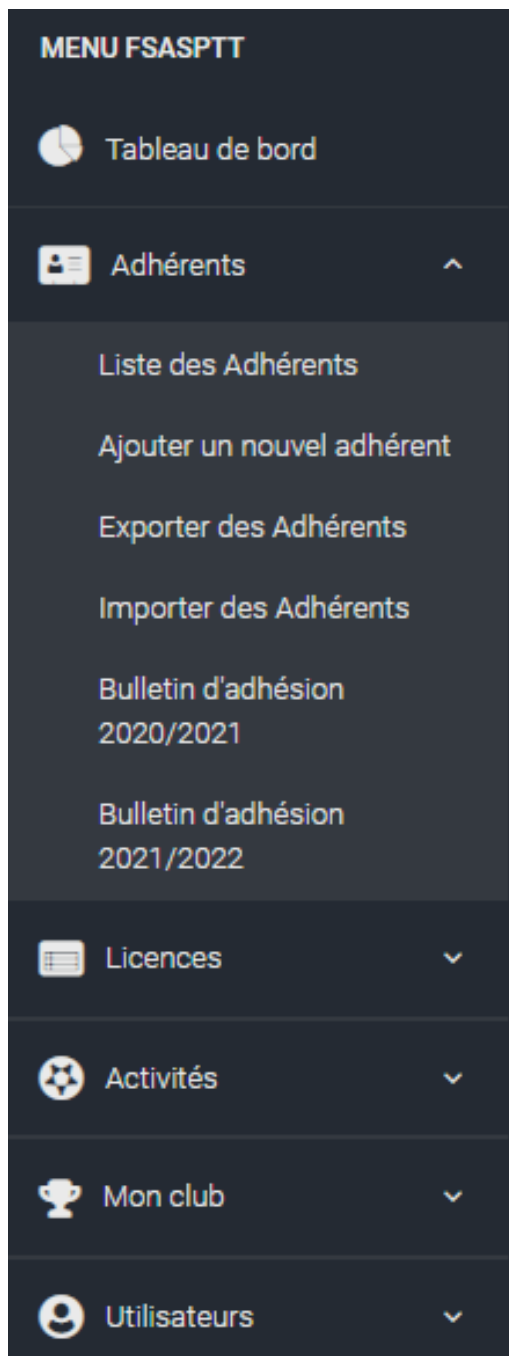 MENU FSASPTT
Tableau de bord
Adhérents
Liste des Adhérents
Ajouter un nouvel adhérent
Exporter des Adhérents
Importer des Adhérents
Bulletin d'adhésion
2020/2021
Bulletin d'adhésion
2021/2022
Licences
Activités
Mon club
Utilisateurs